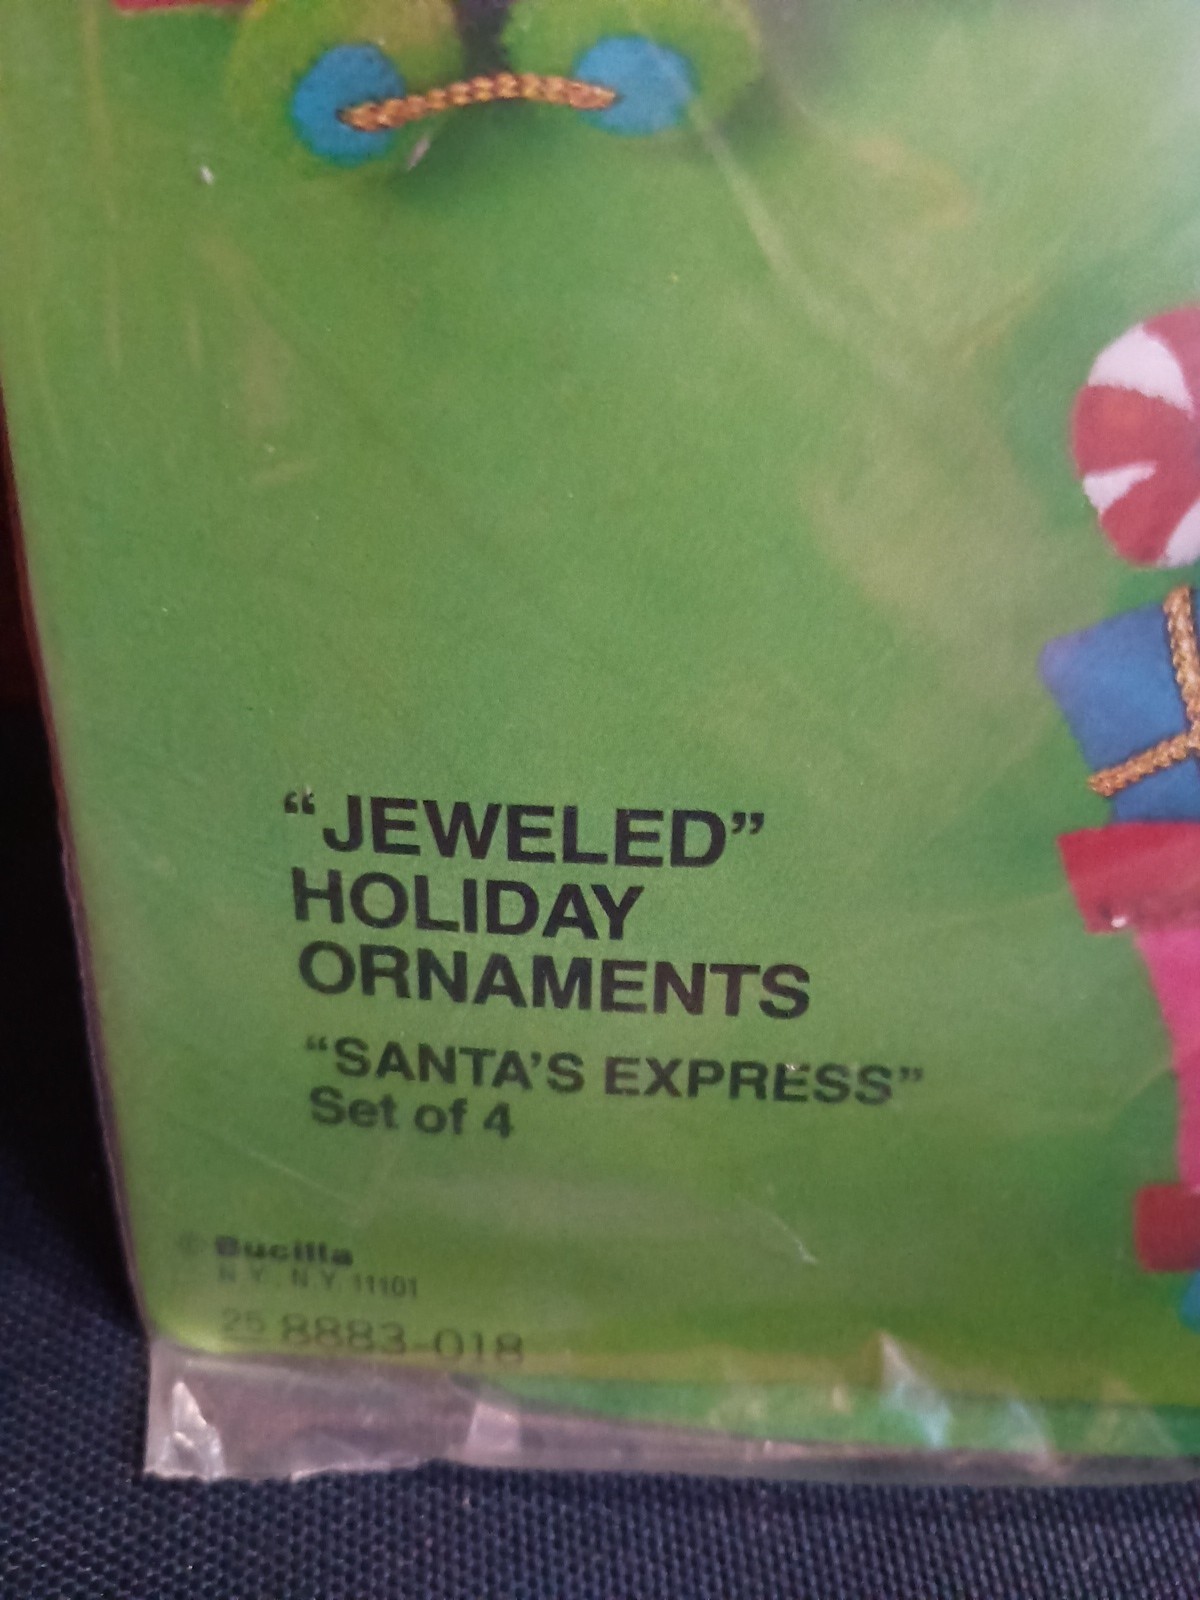 “JEWELED”
HOLIDAY
ORNAMENTS
“SANTA’S EXPRESS”
Set of 4
© Bucilla
N.Y., N.Y. 11101
25 8883-018